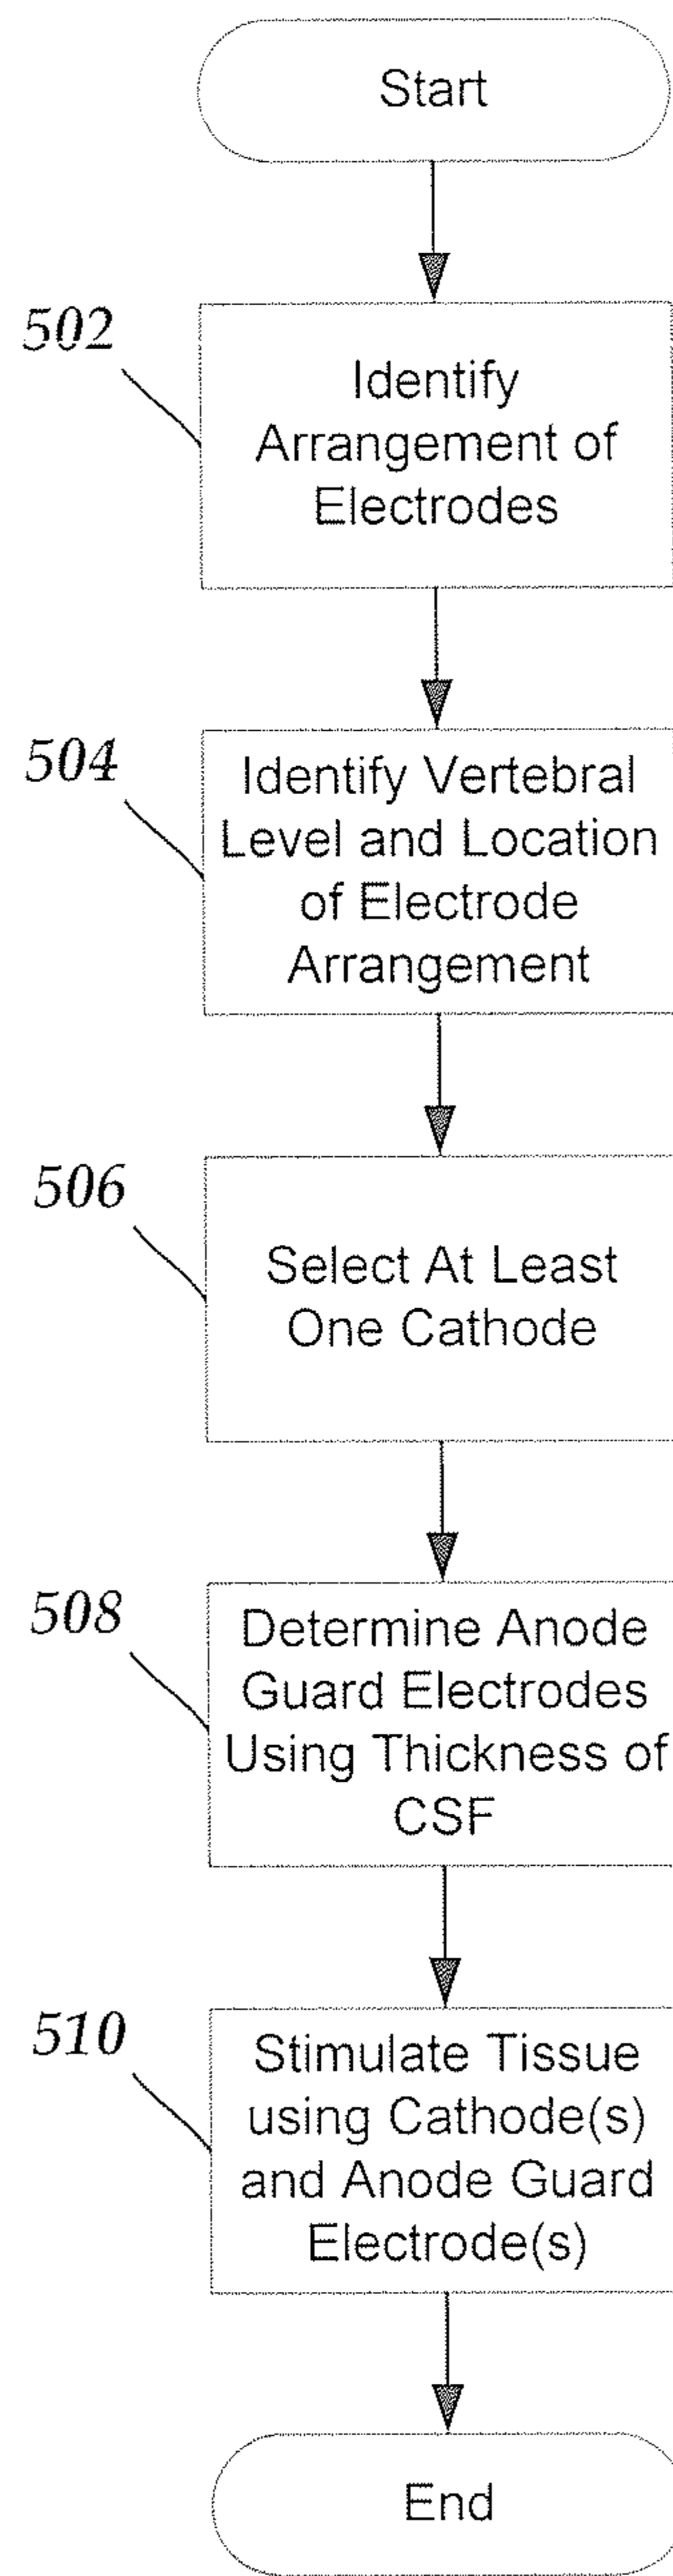 Start
502
Identify
Arrangement of
Electrodes
504
Identify Vertebral
Level and Location
of Electrode
Arrangement
506
Select At Least
One Cathode
508
Determine Anode
Guard Electrodes
Using Thickness of
CSF
510
Stimulate Tissue
using Cathode(s)
and Anode Guard
Electrode(s)
End